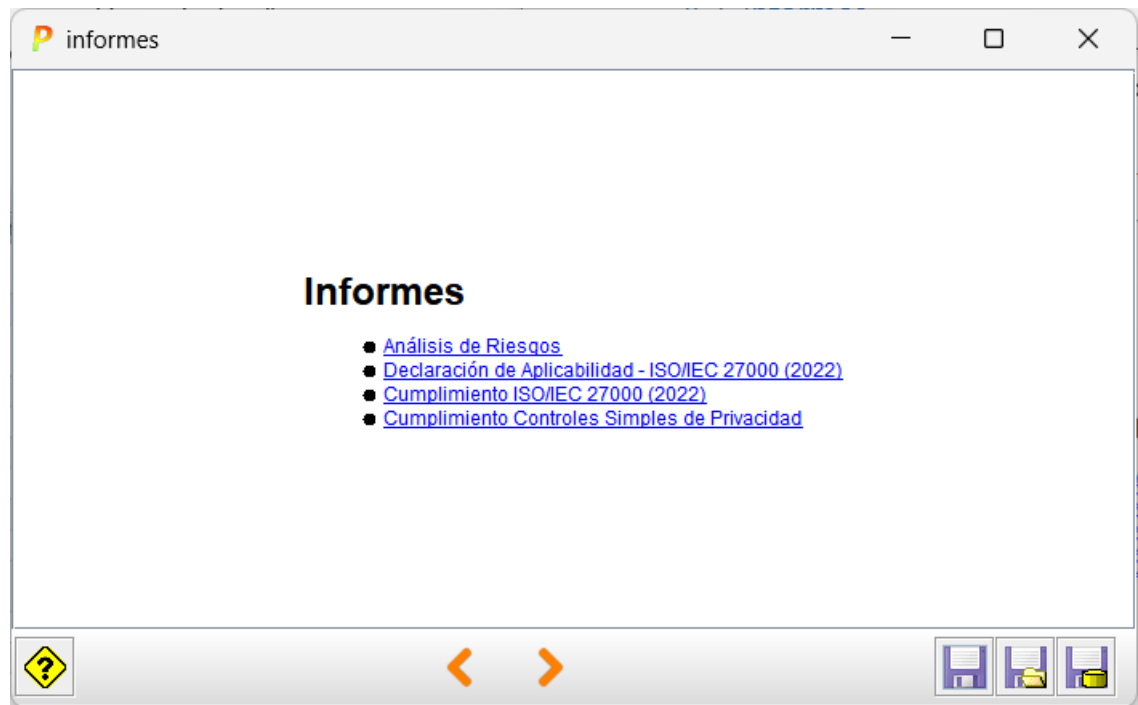 informes
Informes
Análisis de Riesgos
Declaración de Aplicabilidad - ISO/IEC 27000 (2022)
Cumplimiento ISO/IEC 27000 (2022)
Cumplimiento Controles Simples de Privacidad